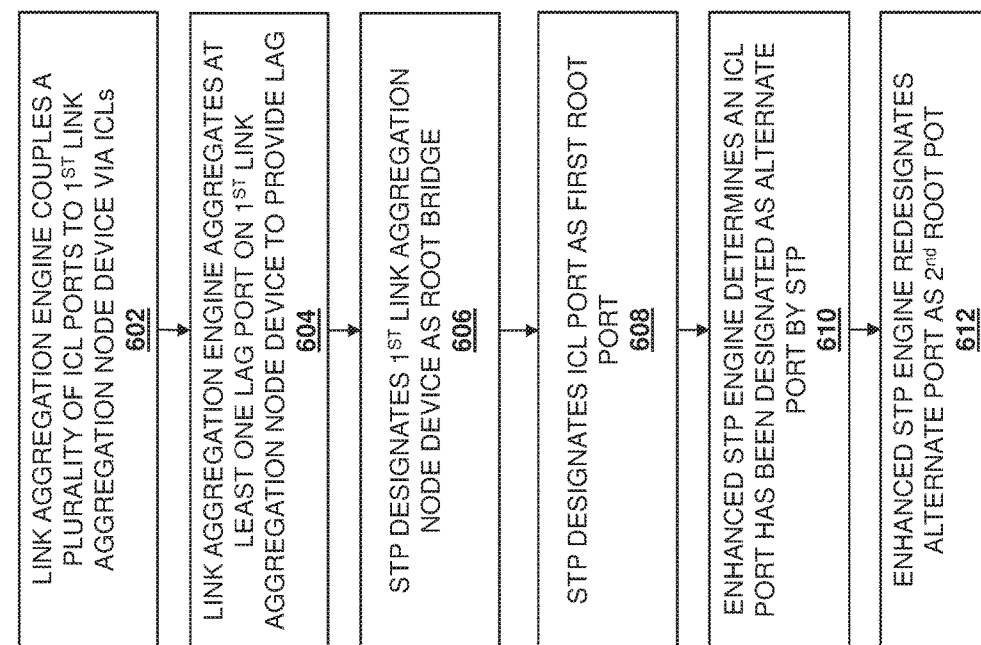 LINK AGGREGATION ENGINE COUPLES A
PLURALITY OF ICL PORTS TO 1ST LINK
AGGREGATION NODE DEVICE VIA ICLs
602
LINK AGGREGATION ENGINE AGGREGATES AT
LEAST ONE LAG PORT ON 1ST LINK
AGGREGATION NODE DEVICE TO PROVIDE LAG
604
STP DESIGNATES 1ST LINK AGGREGATION
NODE DEVICE AS ROOT BRIDGE
606
STP DESIGNATES ICL PORT AS FIRST ROOT
PORT
608
ENHANCED STP ENGINE DETERMINES AN ICL
PORT HAS BEEN DESIGNATED AS ALTERNATE
PORT BY STP
610
ENHANCED STP ENGINE REDESIGNATES
ALTERNATE PORT AS 2nd ROOT POT
612